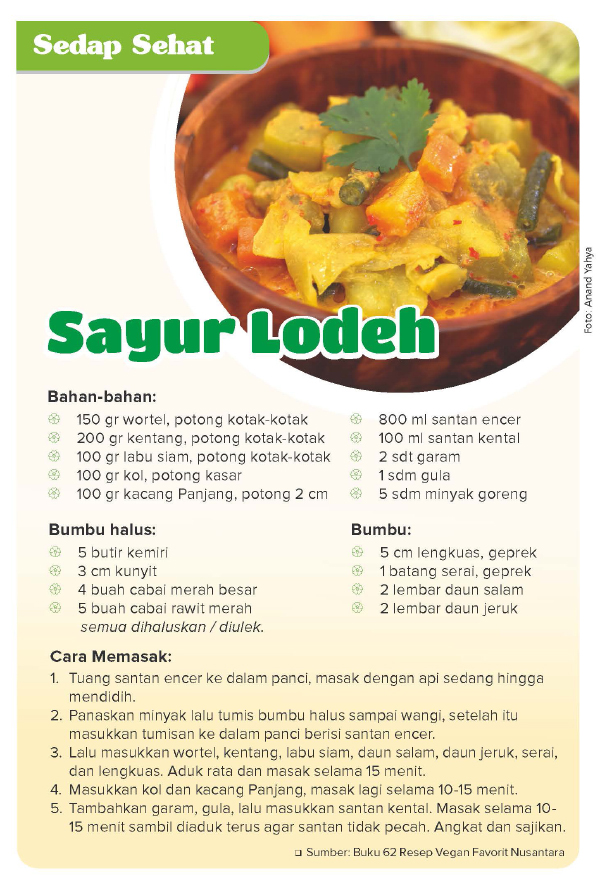 Sedap Sehat
Foto: Anand Yahya
Sayur Lodeh
Bahan-bahan:
150 gr wortel, potong kotak-kotak
200 gr kentang, potong kotak-kotak
100 gr labu siam, potong kotak-kotak
100 gr kol, potong kasar
100 gr kacang Panjang, potong 2 cm
800 ml santan encer
100 ml santan kental
2 sdt garam
1 sdm gula
5 sdm minyak goreng
Bumbu halus:
5 butir kemiri
3 cm kunyit
4 buah cabai merah besar
5 buah cabai rawit merah
semua dihaluskan / diulek.
Bumbu:
5 cm lengkuas, geprek
1 batang serai, geprek
2 lembar daun salam
2 lembar daun jeruk
Cara Memasak:
1. Tuang santan encer ke dalam panci, masak dengan api sedang hingga
mendidih.
2. Panaskan minyak lalu tumis bumbu halus sampai wangi, setelah itu
masukkan tumisan ke dalam panci berisi santan encer.
3. Lalu masukkan wortel, kentang, labu siam, daun salam, daun jeruk, serai,
dan lengkuas. Aduk rata dan masak selama 15 menit.
4. Masukkan kol dan kacang Panjang, masak lagi selama 10-15 menit.
5. Tambahkan garam, gula, lalu masukkan santan kental. Masak selama 10-
15 menit sambil diaduk terus agar santan tidak pecah. Angkat dan sajikan.
❑ Sumber: Buku 62 Resep Vegan Favorit Nusantara